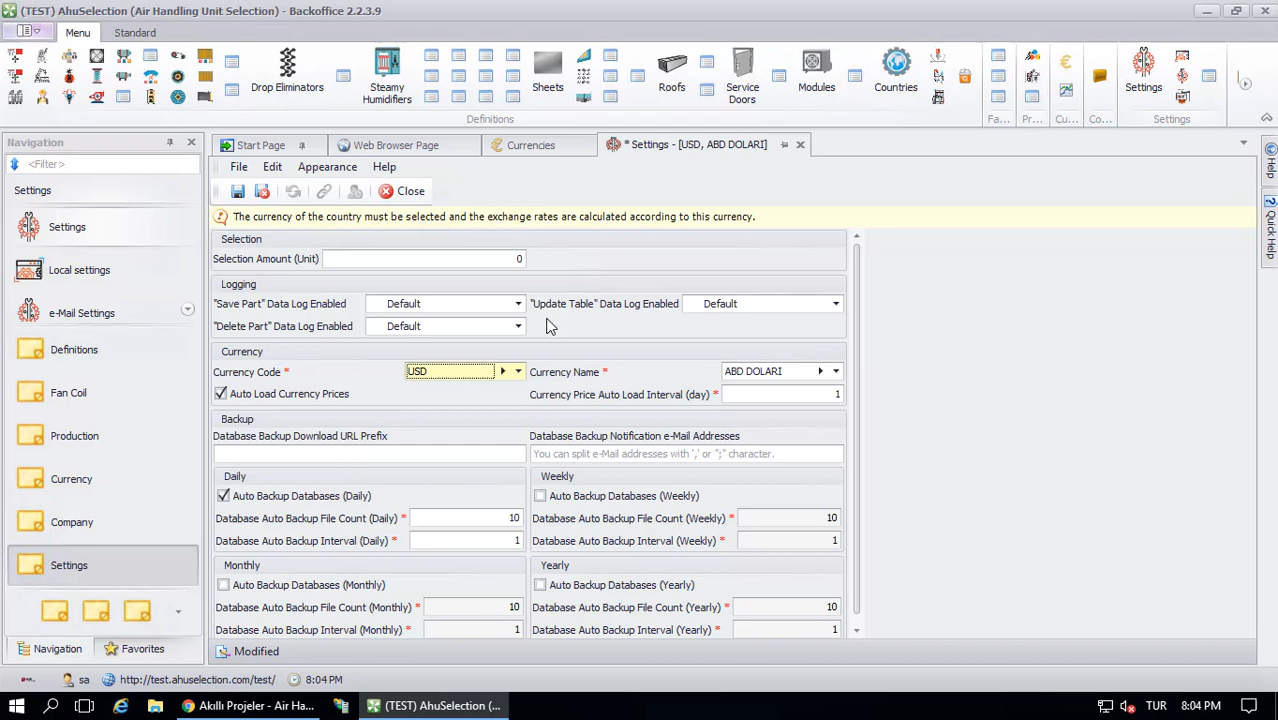 (TEST) AhuSelection (Air Handling Unit Selection) - Backoffice 2.2.3.9
Menu
Standard
Drop Eliminators
Steamy Humidifers
Sheets
Roofs
Service Doors
Modules
Countries
Settings
Definitions
Fa...
Pr...
Cu...
Co...
Settings
Navigation
Start Page
Web Browser Page
Currencies
* Settings - [USD, ABD DOLARI]
<Filter>
File
Edit
Appearance
Help
Settings
Close
The currency of the country must be selected and the exchange rates are calculated according to this currency.
Settings
Local settings
e-Mail Settings
Definitions
Fan Coil
Production
Currency
Company
Settings
Navigation
Favorites
Selection
Selection Amount (Unit)
0
Logging
"Save Part" Data Log Enabled
Default
"Update Table" Data Log Enabled
Default
"Delete Part" Data Log Enabled
Default
Currency
Currency Code *
USD
Currency Name *
ABD DOLARI
Auto Load Currency Prices
Currency Price Auto Load Interval (day) *
1
Backup
Database Backup Download URL Prefix
Database Backup Notification e-Mail Addresses
You can split e-Mail addresses with ',' or ";" character.
Daily
Weekly
Auto Backup Databases (Daily)
Auto Backup Databases (Weekly)
Database Auto Backup File Count (Daily) *
10
Database Auto Backup File Count (Weekly) *
10
Database Auto Backup Interval (Daily) *
1
Database Auto Backup Interval (Weekly) *
1
Monthly
Yearly
Auto Backup Databases (Monthly)
Auto Backup Databases (Yearly)
Database Auto Backup File Count (Monthly) *
10
Database Auto Backup File Count (Yearly) *
10
Database Auto Backup Interval (Monthly) *
1
Database Auto Backup Interval (Yearly) *
1
Modified
Help
Quick Help
sa
http://test.ahuselection.com/test/
8:04 PM
Akıllı Projeler - Air Ha...
(TEST) AhuSelection (...
TUR
8:04 PM